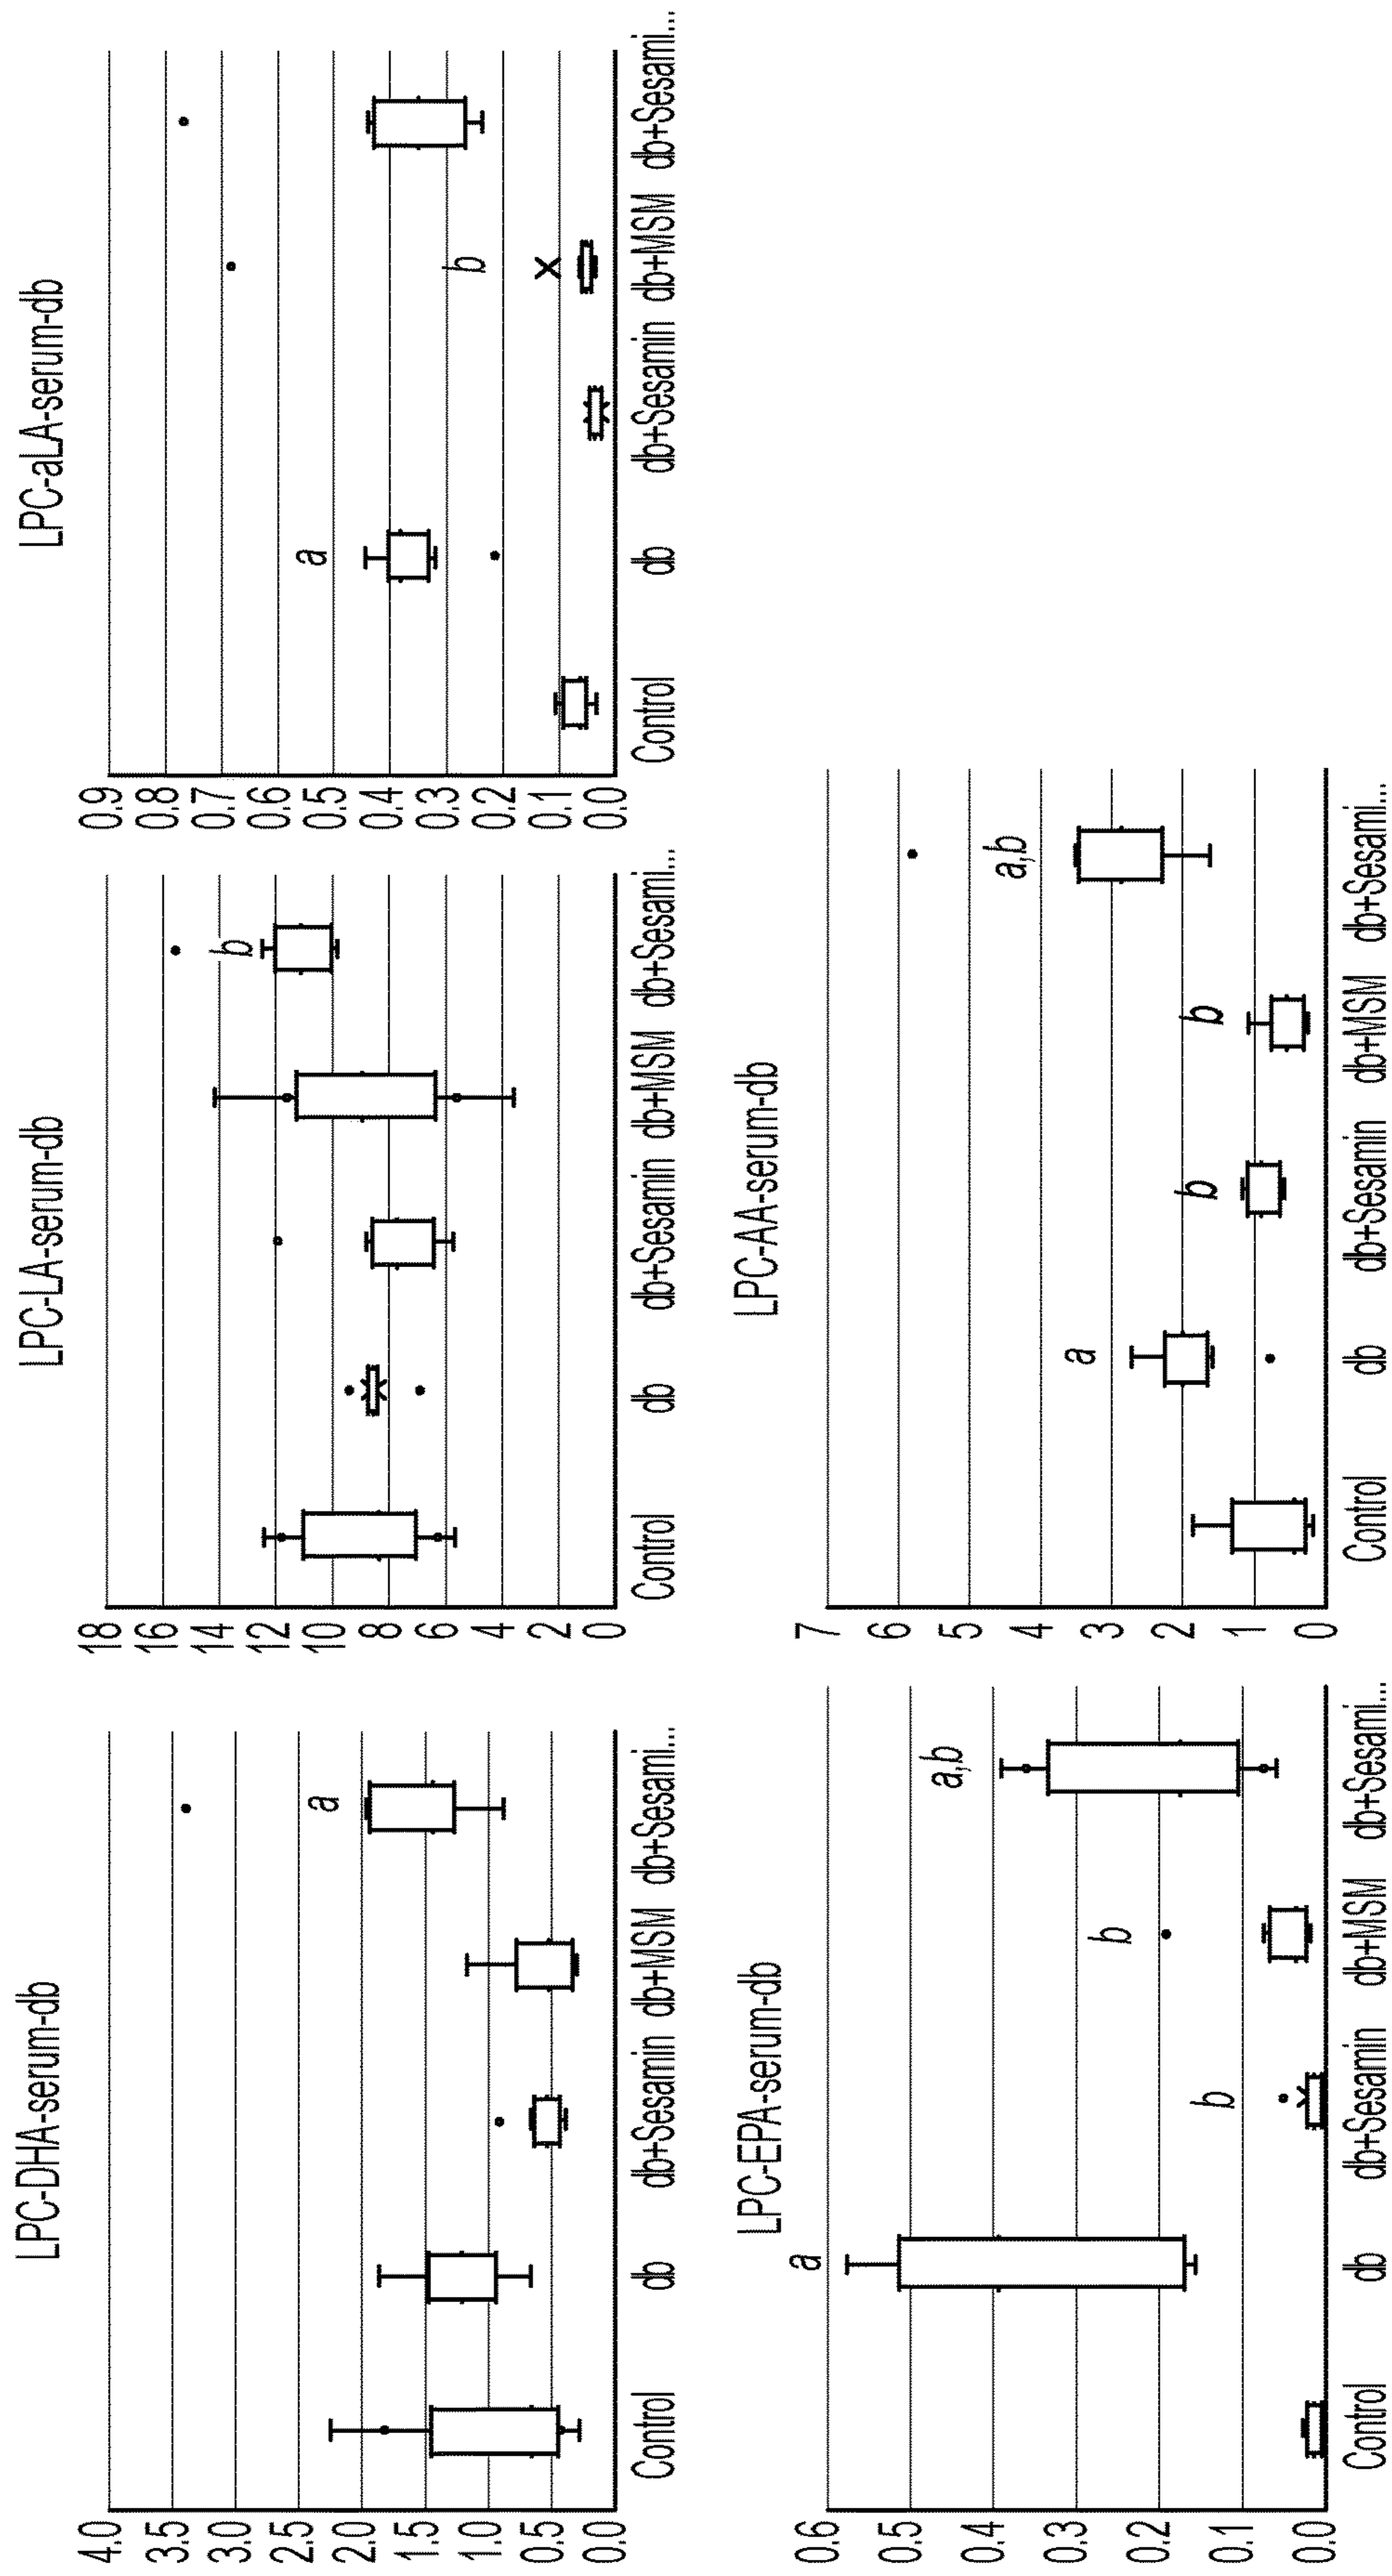 LPC-DHA-serum-db
4.0
3.5
3.0
2.5
2.0
1.5
1.0
0.5
0.0
a
Control db db+Sesamin db+MSM db+Sesami...
LPC-LA-serum-db
18
16
14
12
10
8
6
4
2
0
b
Control db db+Sesamin db+MSM db+Sesami...
LPC-aLA-serum-db
0.9
0.8
0.7
0.6
0.5
0.4
0.3
0.2
0.1
0.0
a b
Control db db+Sesamin db+MSM db+Sesami...
LPC-EPA-serum-db
0.6
0.5
0.4
0.3
0.2
0.1
0.0
a b b a,b
Control db db+Sesamin db+MSM db+Sesami...
LPC-AA-serum-db
7
6
5
4
3
2
1
0
a b b a,b
Control db db+Sesamin db+MSM db+Sesami...